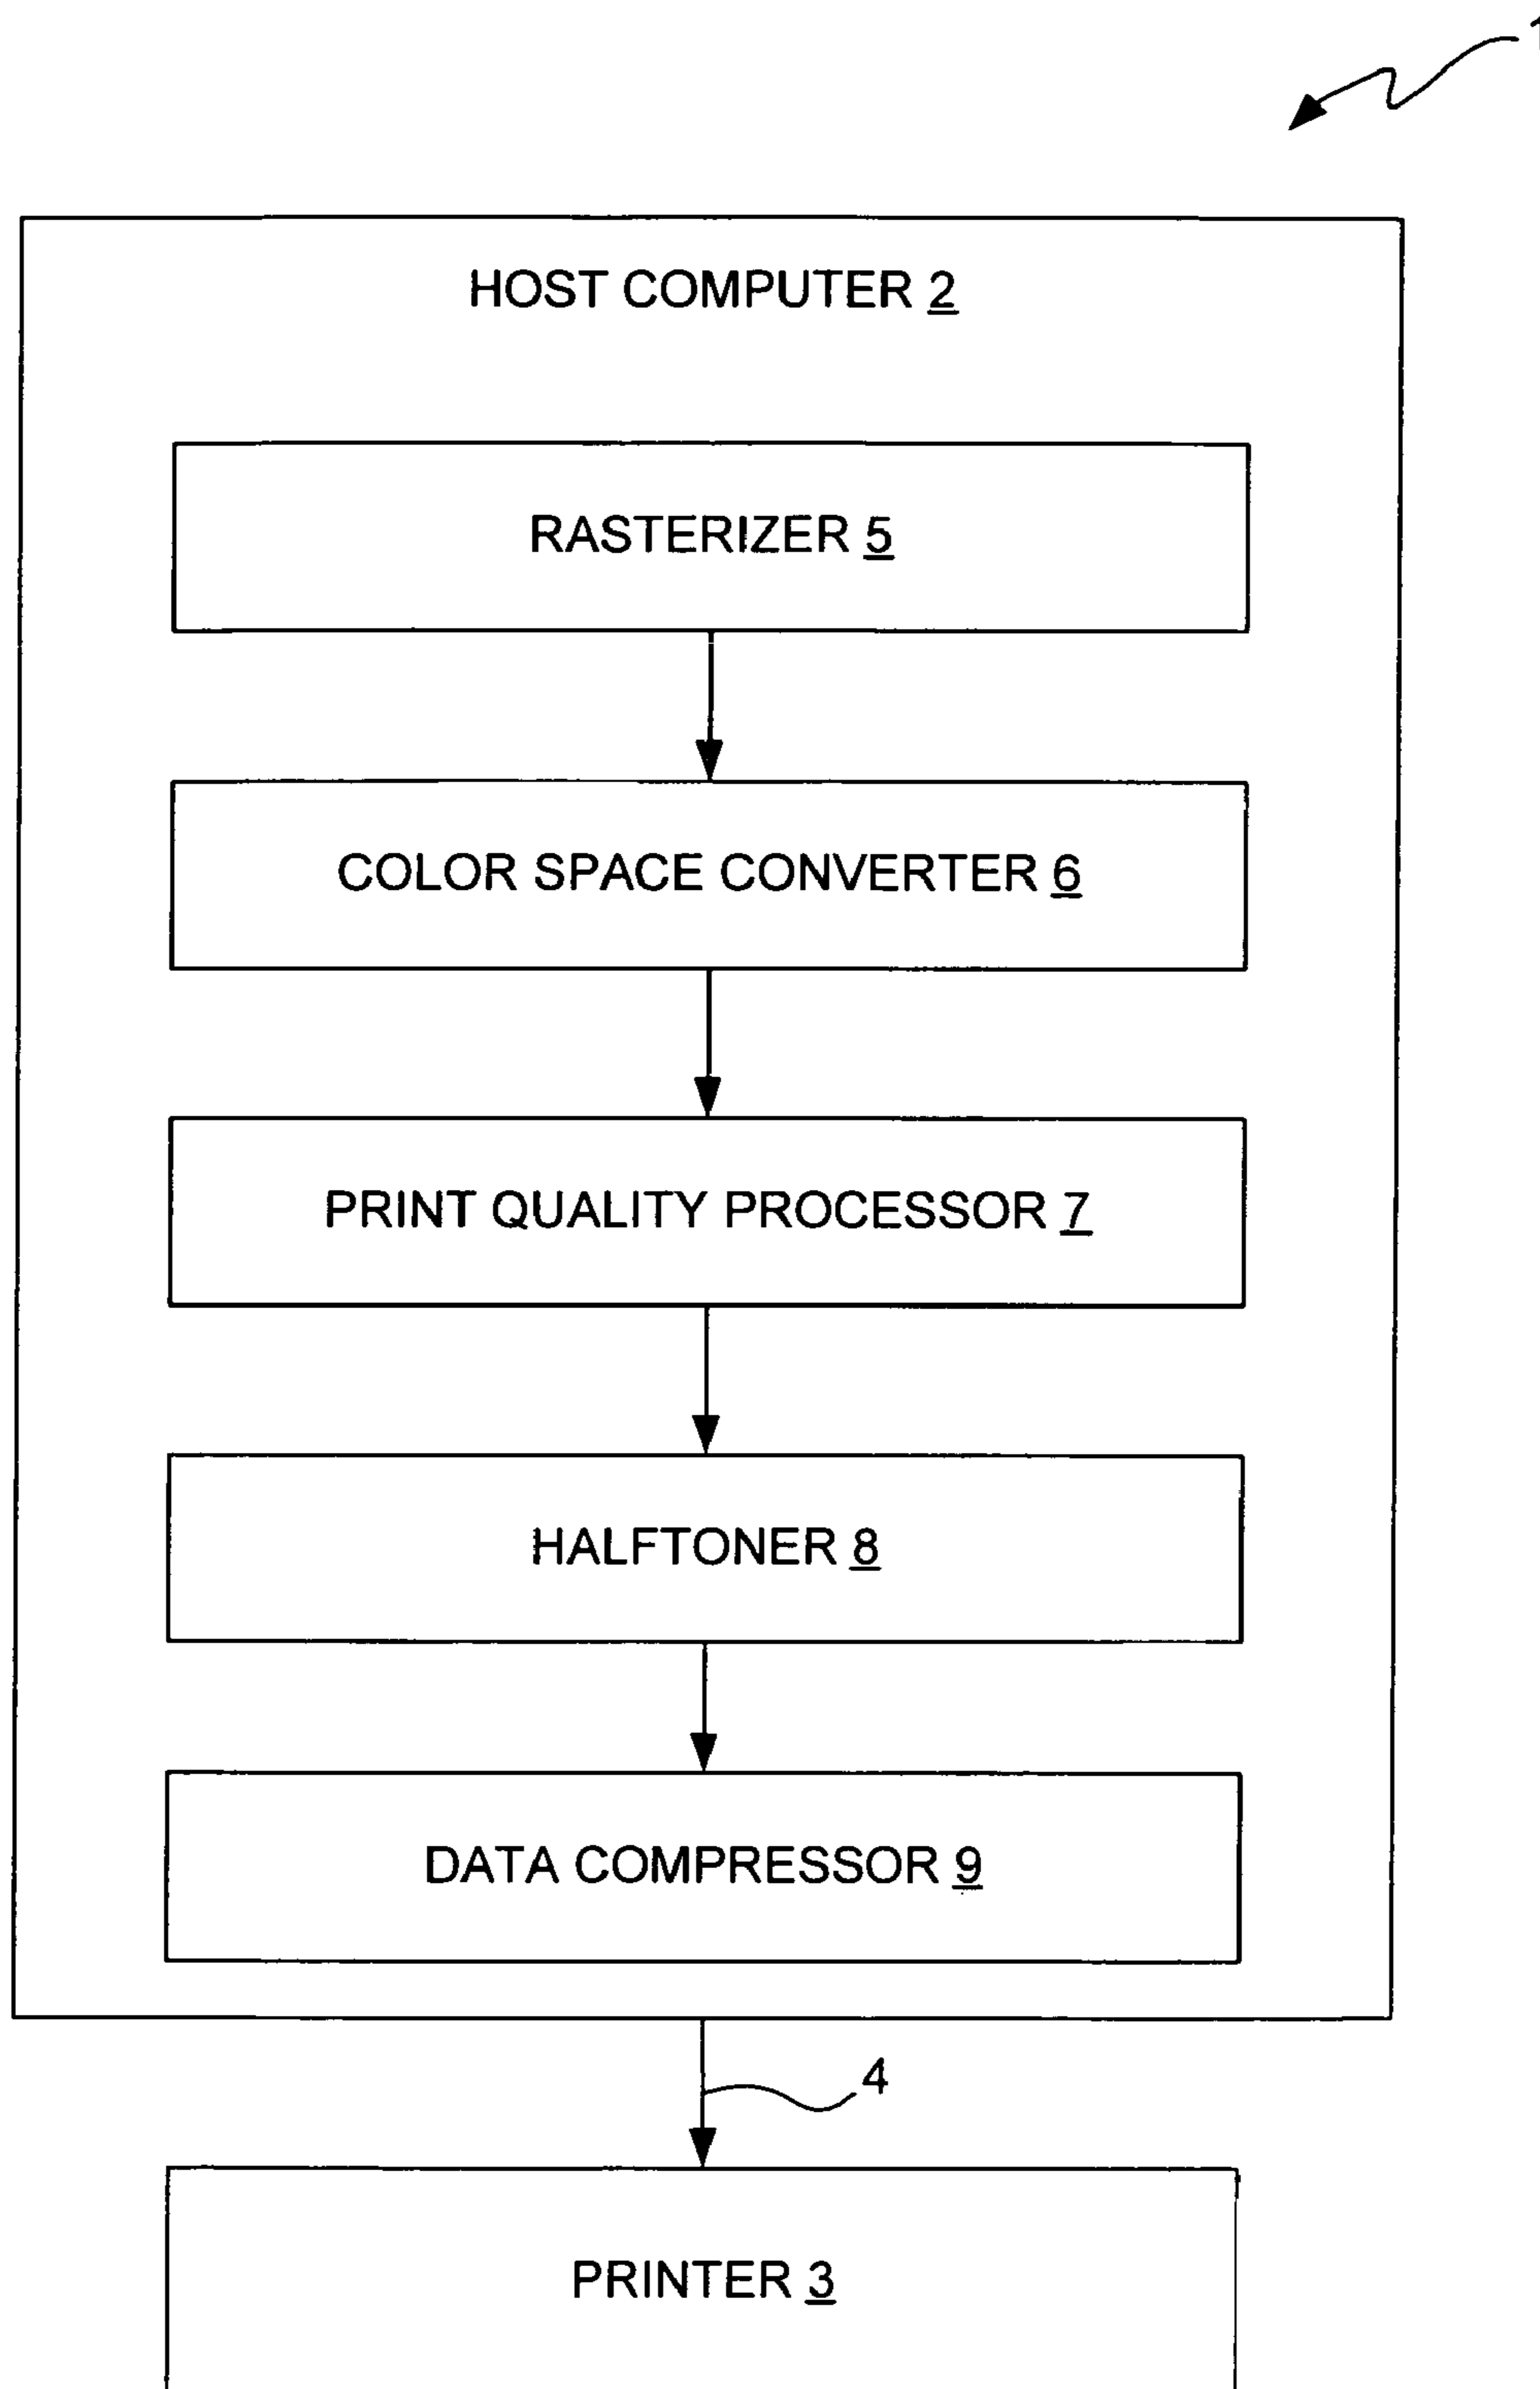 1
HOST COMPUTER 2
RASTERIZER 5
COLOR SPACE CONVERTER 6
PRINT QUALITY PROCESSOR 7
HALFTONER 8
DATA COMPRESSOR 9
4
PRINTER 3